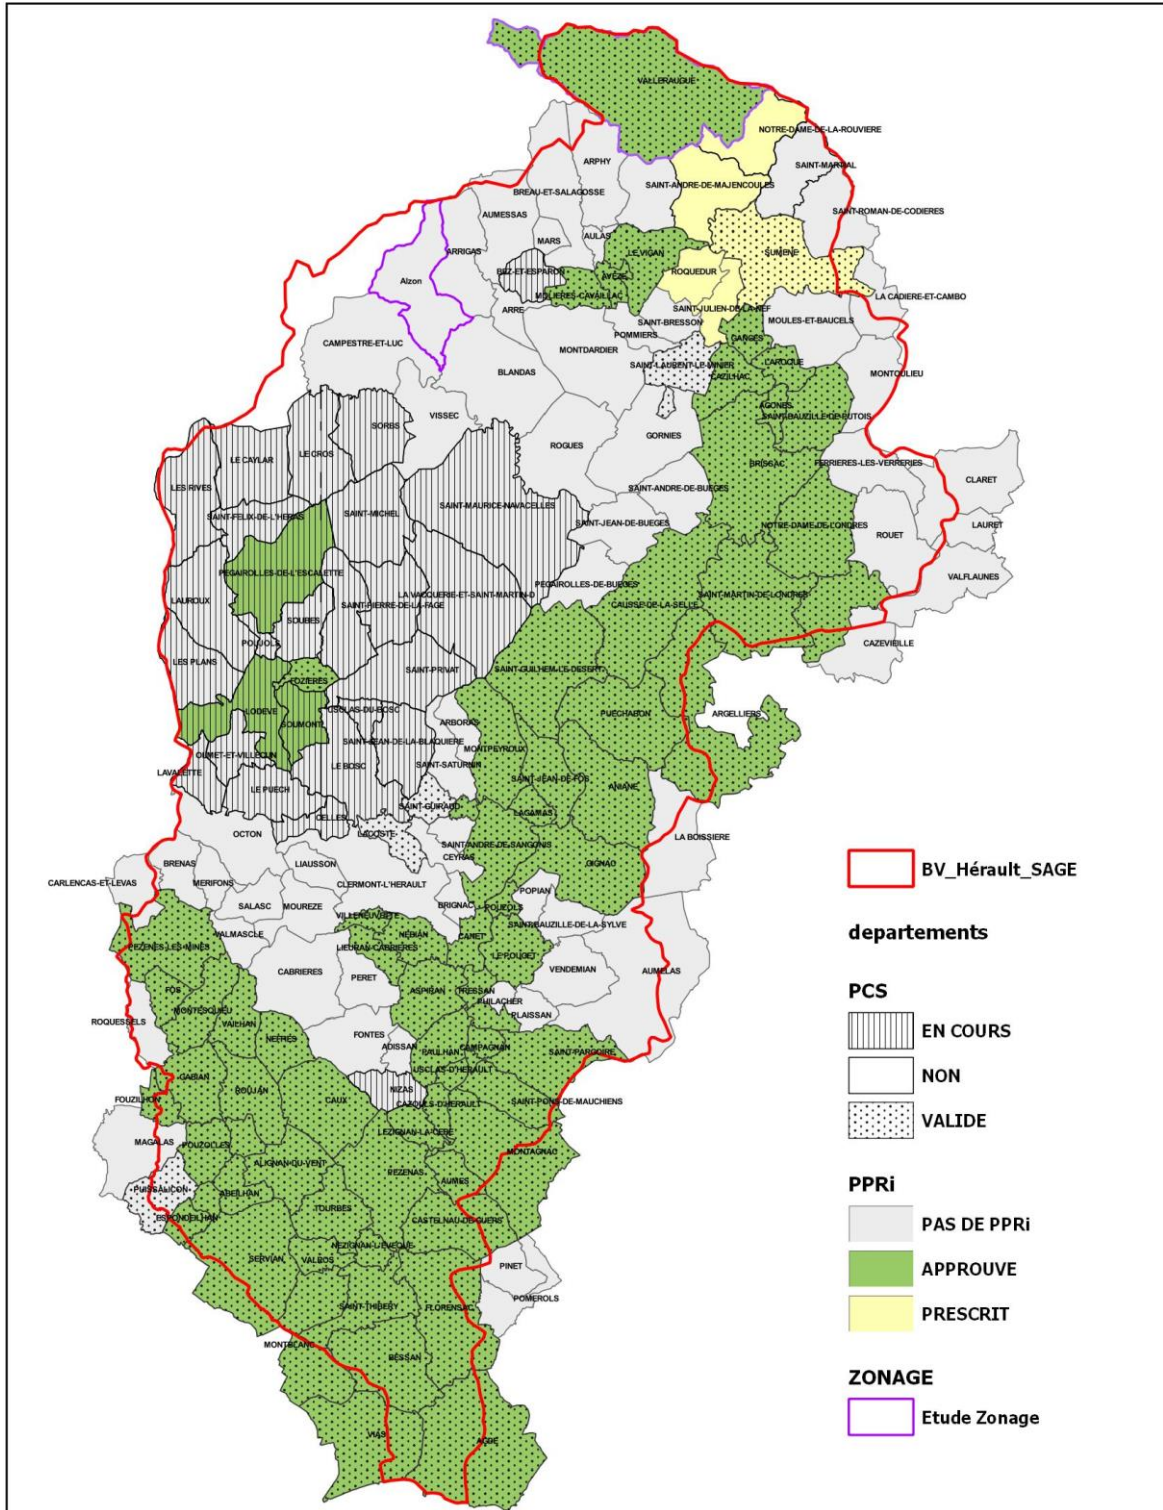 VALLERAUGUE
NOTRE-DAME-DE-LA-ROUVIERE
ARPHY
SAINT-MARTIAL
SAINT-ANDRE-DE-MAJENCOULES
BREAU-ET-SALAGOSSE
AUMESSAS
SAINT-ROMAN-DE-CODIERES
MARS
AULAS
ARRIGAS
LE VIGAN
SUMENE
BEZ-ET-ESPARON
ROQUEDUR
AVEZE
Alzon
MOLIERES-CAVAILLAC
LA CADIERE-ET-CAMBO
SAINT-JULIEN-DE-LA-NEF
ARRE
SAINT-BRESSON
MOULES-ET-BAUCELS
POMMIERS
GANGES
CAMPESTRE-ET-LUC
MONTDARDIER
LAROQUE
SAINT-LAURENT-LE-MINIER
BLANDAS
MONTOULIEU
CAZILHAC
AGONES
VISSEC
SAINT-BAUZILLE-DE-PUTOIS
SORBS
GORNIES
ROGUES
LE CROS
LE CAYLAR
BRISSAC
FERRIERES-LES-VERRERIES
CLARET
LES RIVES
SAINT-ANDRE-DE-BUEGES
SAINT-MAURICE-NAVACELLES
SAINT-MICHEL
SAINT-FELIX-DE-L'HERAS
SAINT-JEAN-DE-BUEGES
NOTRE-DAME-DE-LONDRES
LAURET
ROUET
PEGAIROLLES-DE-L'ESCALETTE
VALFLAUNES
PEGAIROLLES-DE-BUEGES
LA VACQUERIE-ET-SAINT-MARTIN-D
SAINT-MARTIN-DE-LONDRES
LAUROUX
SAINT-PIERRE-DE-LA-FAGE
CAUSSE-DE-LA-SELLE
SOUBES
POUJOLS
CAZEVIEILLE
LES PLANS
SAINT-PRIVAT
SAINT-GUILHEM-LE-DESERT
FOZIERES
LODEVE
USCLAS-DU-BOSC
PUECHABON
ARGELLIERS
SOUMONT
ARBORAS
SAINT-JEAN-DE-LA-BLAQUIERE
MONTPEYROUX
OLMET-ET-VILLECUN
LE BOSC
SAINT-SATURNIN
LAVALETTE
SAINT-JEAN-DE-FOS
ANIANE
LE PUECH
SAINT-GUIRAUD
LAGAMAS
CELLES
OCTON
LACOSTE
LA BOISSIERE
SAINT-ANDRE-DE-SANGONIS
CEYRAS
BRENAS
LIAUSSON
GIGNAC
CARLENCAS-ET-LEVAS
MERIFONS
CLERMONT-L'HERAULT
POPIAN
SALASC
MOUREZE
BRIGNAC
POUZOLS
VILLENEUVETTE
SAINT-BAUZILLE-DE-LA-SYLVE
VALMASCLE
NEBIAN
CANET
PEZENES-LES-MINES
LIEURAN-CABRIERES
LE POUGET
CABRIERES
PERET
VENDEMIAN
AUMELAS
FOS
ASPIRAN
TRESSAN
PUILACHER
MONTESQUIEU
PLAISSAN
ROQUESSELS
VAILHAN
NEFFIES
FONTES
ADISSAN
CAMPAGNAN
PAULHAN
SAINT-PARGOIRE
GABIAN
USCLAS-D'HERAULT
ROUJAN
NIZAS
FOUZILHON
CAUX
CAZOULS-D'HERAULT
SAINT-PONS-DE-MAUCHIENS
LEZIGNAN-LA-CEBE
MAGALAS
POUZOLLES
MONTAGNAC
ALIGNAN-DU-VENT
PEZENAS
AUMES
PUISSALICON
ABEILHAN
TOURBES
ESPONDEILHAN
CASTELNAU-DE-GUERS
NEZIGNAN-L'EVEQUE
SERVIAN
VALROS
PINET
POMEROLS
SAINT-THIBERY
FLORENSAC
MONTBLANC
BESSAN
VIAS
AGDE
BV_Hérault_SAGE
departements
PCS
EN COURS
NON
VALIDE
PPRi
PAS DE PPRi
APPROUVE
PRESCRIT
ZONAGE
Etude Zonage